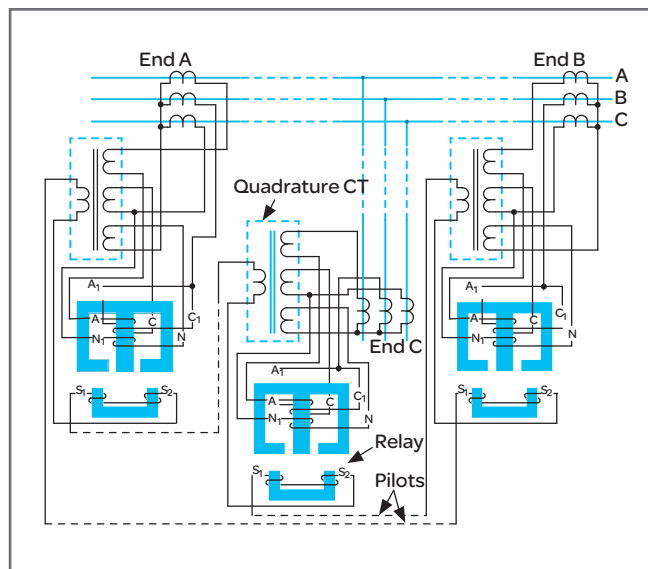 End A
End B
A
B
C
Quadrature CT
A1
A
C
C1
N1
N
S1
S2
End C
A1
A
C
C1
N1
N
S1
S2
Relay
Pilots
A1
A
C
C1
N1
N
S1
S2